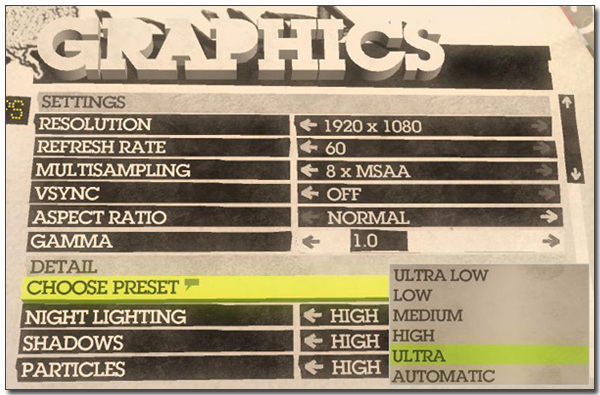 GRAPHICS
SETTINGS
RESOLUTION 1920 x 1080
REFRESH RATE 60
MULTISAMPLING 8 x MSAA
VSYNC OFF
ASPECT RATIO NORMAL
GAMMA 1.0
DETAIL
CHOOSE PRESET
ULTRA LOW
LOW
MEDIUM
HIGH
ULTRA
AUTOMATIC
NIGHT LIGHTING HIGH
SHADOWS HIGH
PARTICLES HIGH